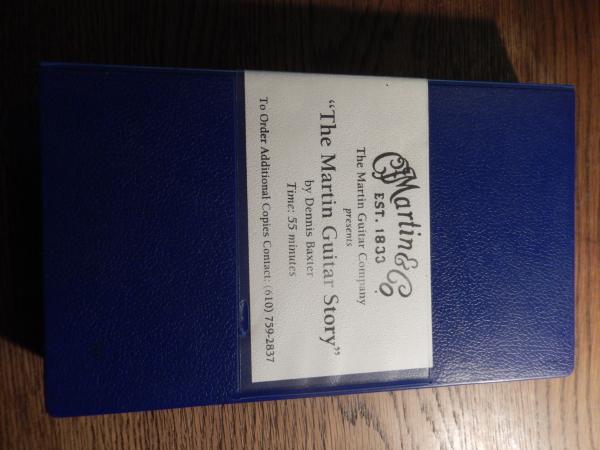 CFMartin & Co.
EST. 1833
The Martin Guitar Company
presents
“The Martin Guitar Story”
by Dennis Baxter
Time: 55 minutes
To Order Additional Copies Contact: (610) 759-2837